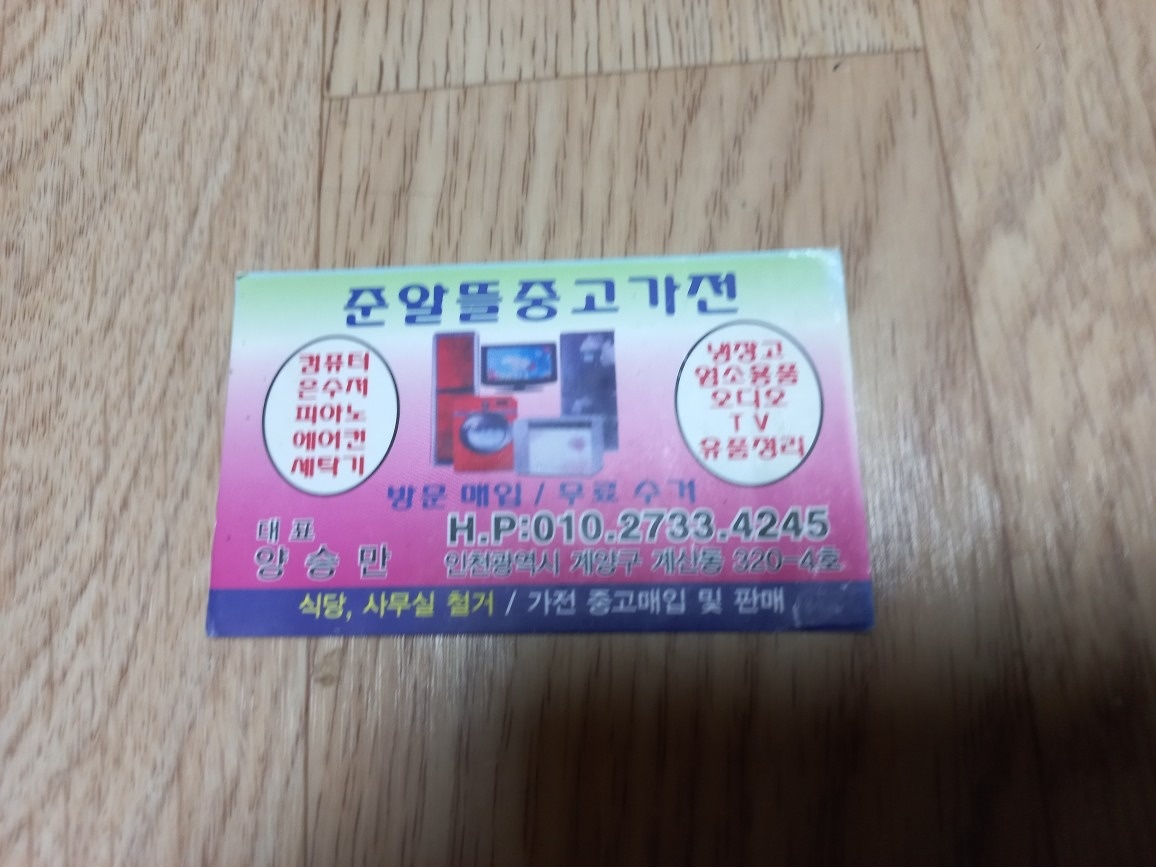 준알뜰중고가전
컴퓨터
온수제
피아노
에어컨
세탁기
냉장고
업소용품
오디오
TV
유품정리
방문 매입 / 무료 수거
대표
양승만
H.P:010.2733.4245
인천광역시 계양구 계산동 320-4호
식당, 사무실 철거 / 가전 중고매입 및 판매